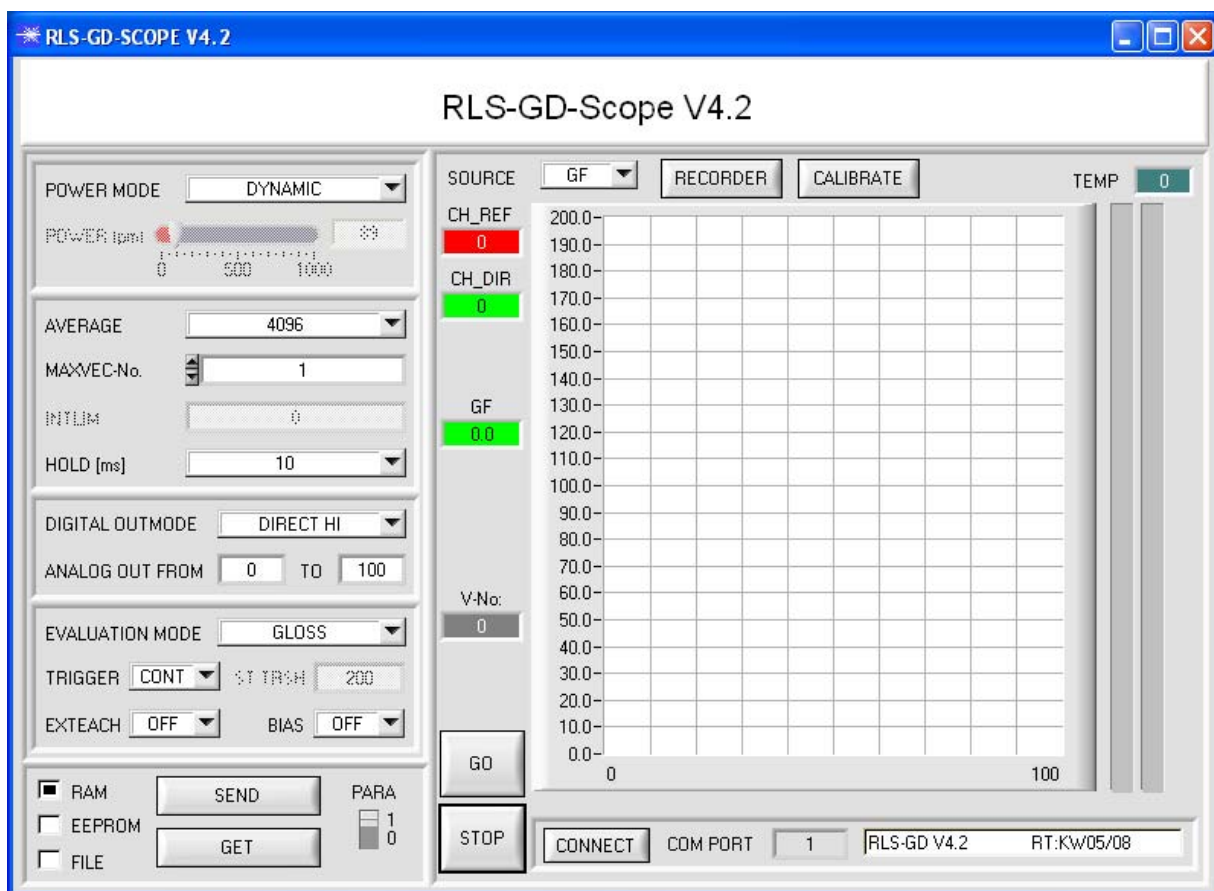 RLS-GD-SCOPE V4.2
RLS-GD-Scope V4.2
POWER MODE DYNAMIC
POWER [pm] 99
0 500 1000
AVERAGE 4096
MAXVEC-No. 1
INTLIM 0
HOLD [ms] 10
DIGITAL OUTMODE DIRECT HI
ANALOG OUT FROM 0 TO 100
EVALUATION MODE GLOSS
TRIGGER CONT ST TRSH 200
EXTEACH OFF BIAS OFF
RAM
EEPROM
FILE
SEND
GET
PARA
1
0
SOURCE GF RECORDER CALIBRATE TEMP 0
CH_REF
0
CH_DIR
0
GF
0.0
V-No:
0
GO
STOP
200.0
190.0
180.0
170.0
160.0
150.0
140.0
130.0
120.0
110.0
100.0
90.0
80.0
70.0
60.0
50.0
40.0
30.0
20.0
10.0
0.0
0 100
CONNECT COM PORT 1 RLS-GD V4.2 RT:KW05/08